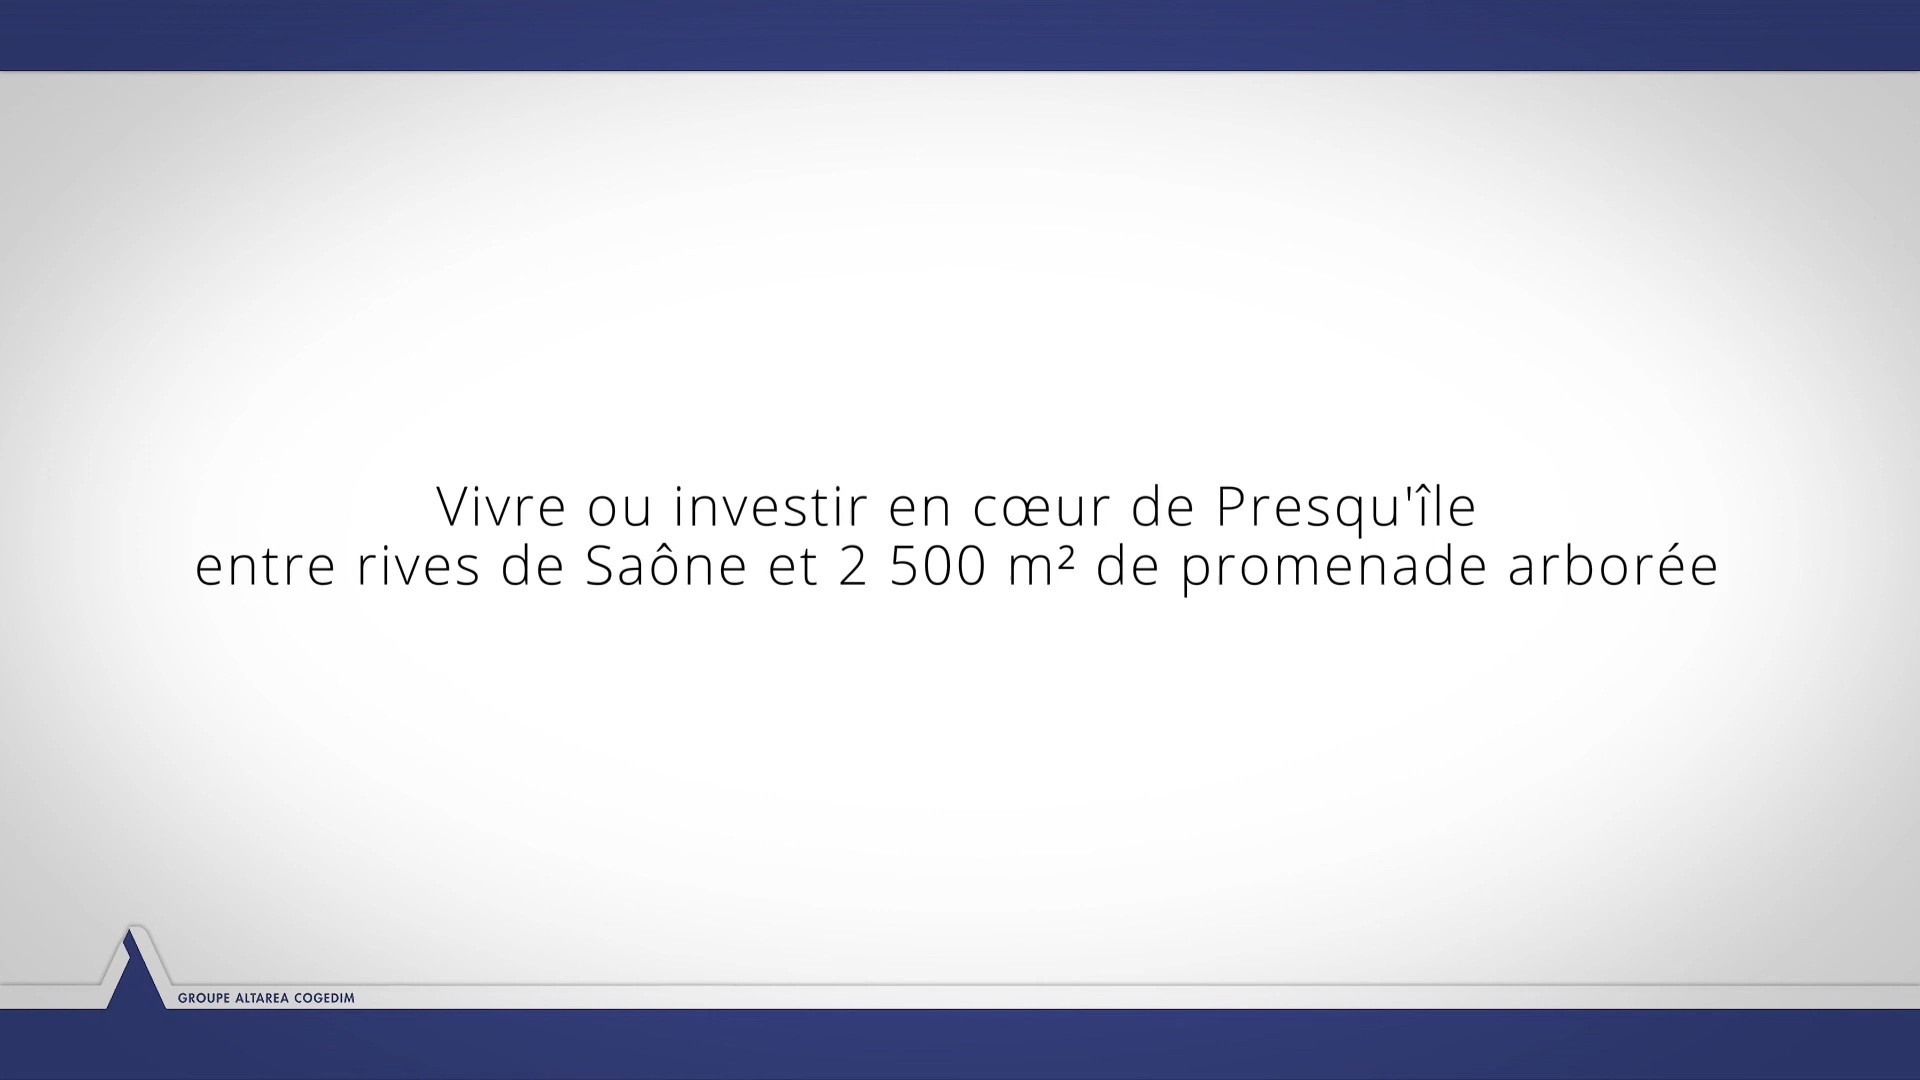 Vivre ou investir en cœur de Presqu'île
entre rives de Saône et 2 500 m² de promenade arborée
GROUPE ALTAREA COGEDIM